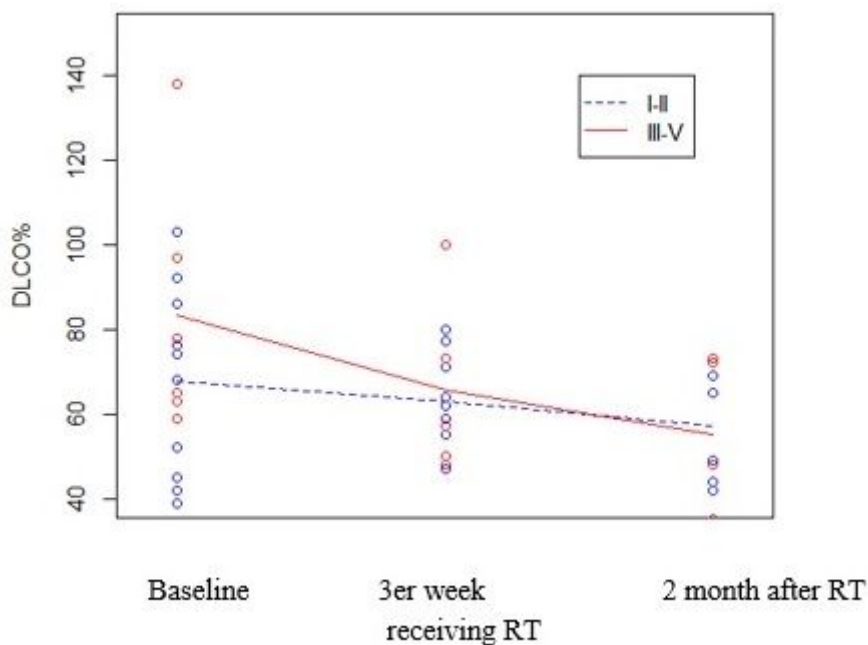 DLCO%
140
120
100
80
60
40
I-II
III-V
Baseline
3er week
receiving RT
2 month after RT